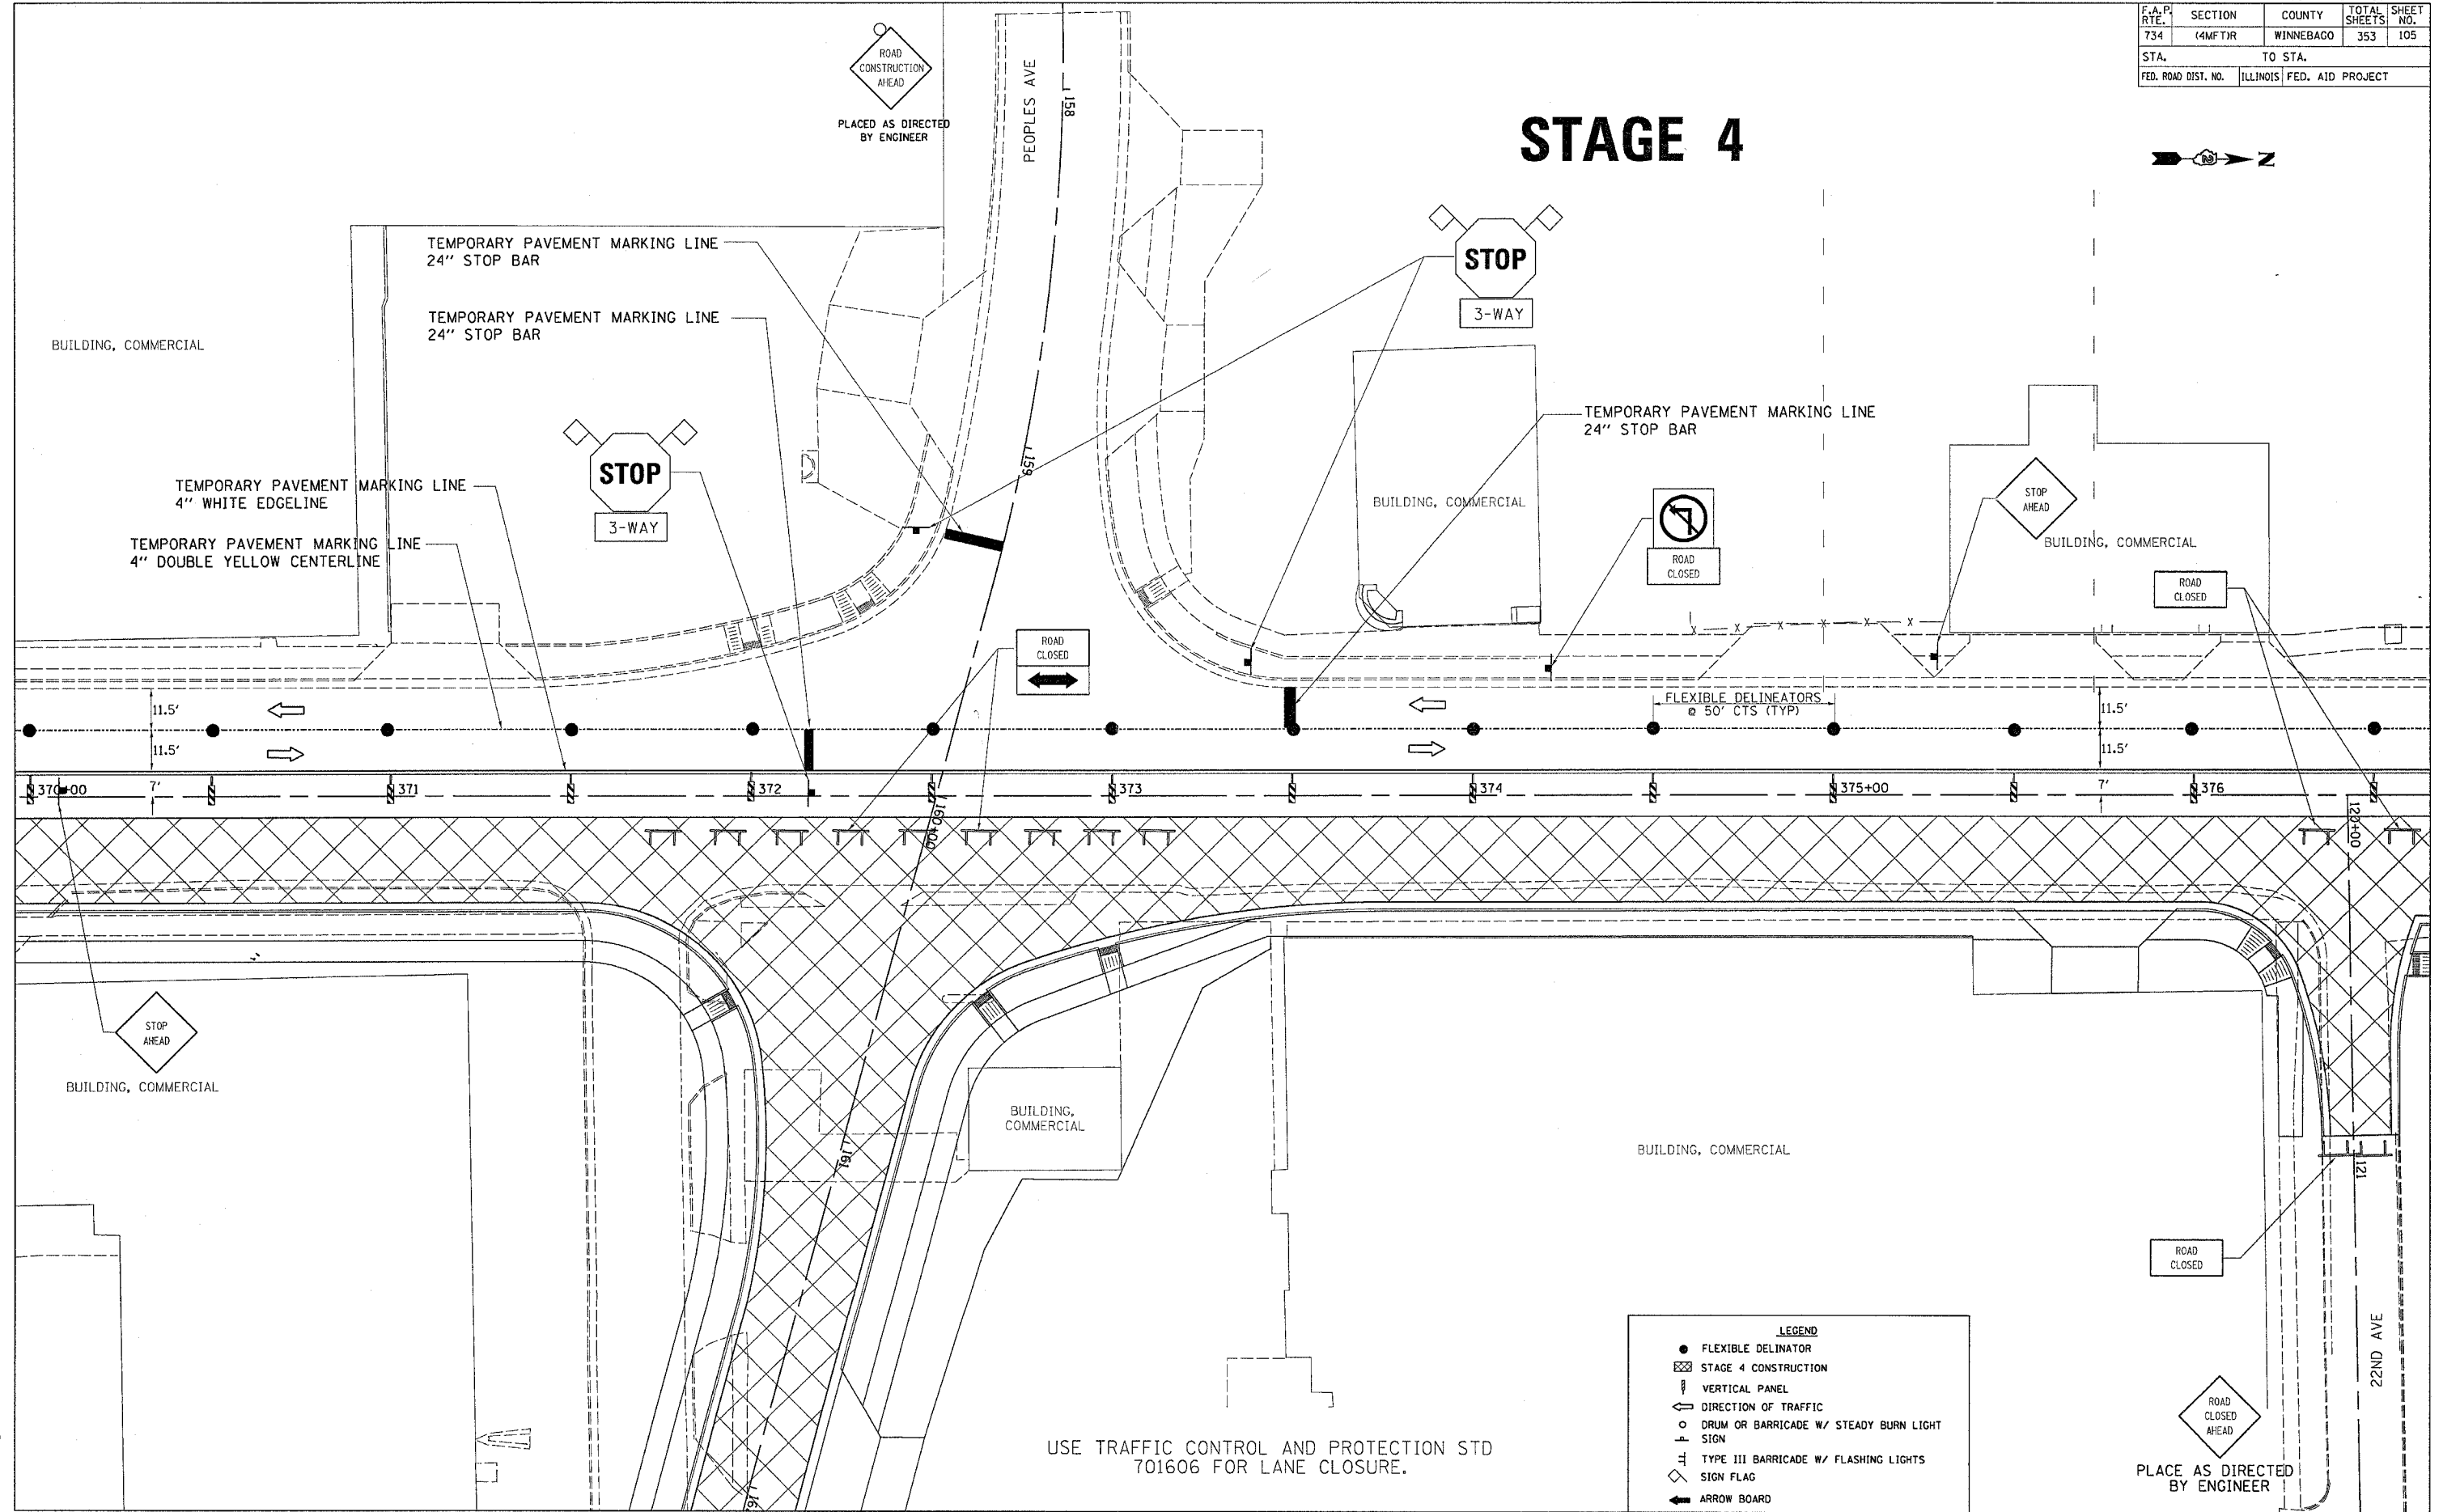 F.A.P. RTE. SECTION COUNTY TOTAL SHEETS SHEET NO.
734 (4MFT)R WINNEBAGO 353 105
STA. TO STA.
FED. ROAD DIST. NO. ILLINOIS FED. AID PROJECT
STAGE 4
N
ROAD
CONSTRUCTION
AHEAD
PLACED AS DIRECTED
BY ENGINEER
PEOPLES AVE
158
TEMPORARY PAVEMENT MARKING LINE
24" STOP BAR
TEMPORARY PAVEMENT MARKING LINE
24" STOP BAR
STOP
3-WAY
BUILDING, COMMERCIAL
STOP
3-WAY
159
TEMPORARY PAVEMENT MARKING LINE
24" STOP BAR
TEMPORARY PAVEMENT MARKING LINE
4" WHITE EDGELINE
TEMPORARY PAVEMENT MARKING LINE
4" DOUBLE YELLOW CENTERLINE
BUILDING, COMMERCIAL
ROAD
CLOSED
STOP
AHEAD
BUILDING, COMMERCIAL
ROAD
CLOSED
ROAD
CLOSED
11.5'
11.5'
FLEXIBLE DELINEATORS
@ 50' CTS (TYP)
11.5'
11.5'
370+00 7' 371 372 373 374 375+00 7' 376
160+00
120+00
STOP
AHEAD
BUILDING, COMMERCIAL
BUILDING,
COMMERCIAL
161
BUILDING, COMMERCIAL
121
ROAD
CLOSED
22ND AVE
ROAD
CLOSED
AHEAD
PLACE AS DIRECTED
BY ENGINEER
USE TRAFFIC CONTROL AND PROTECTION STD
701606 FOR LANE CLOSURE.
LEGEND
FLEXIBLE DELINATOR
STAGE 4 CONSTRUCTION
VERTICAL PANEL
DIRECTION OF TRAFFIC
DRUM OR BARRICADE W/ STEADY BURN LIGHT
SIGN
TYPE III BARRICADE W/ FLASHING LIGHTS
SIGN FLAG
ARROW BOARD